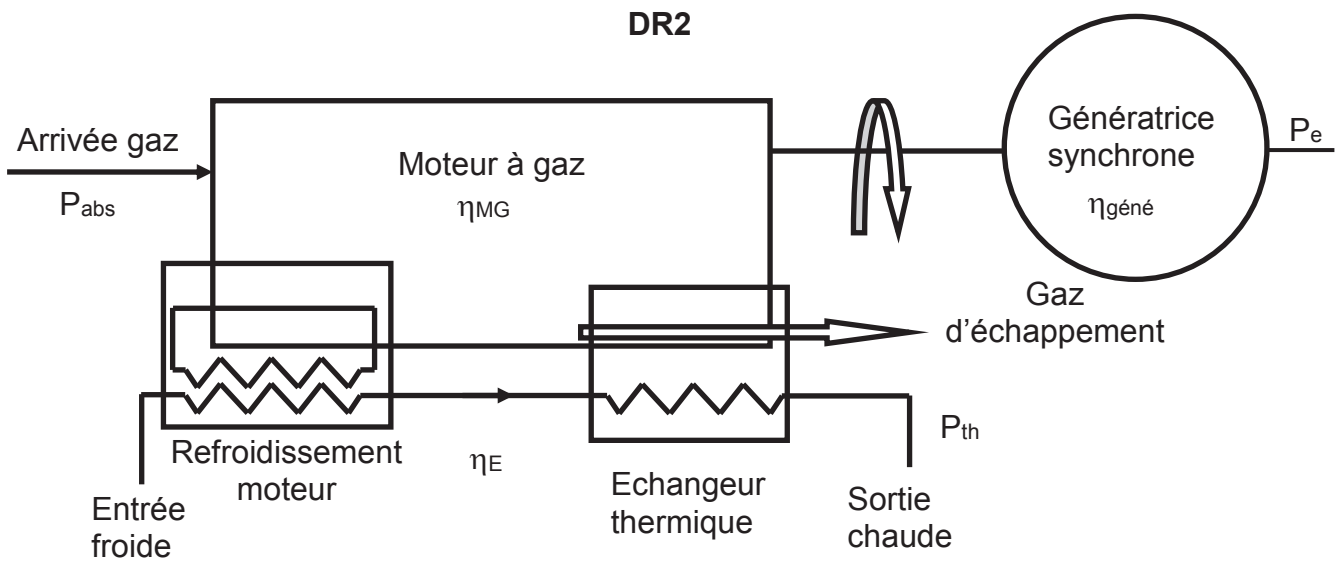 DR2
Arrivée gaz
Pabs
Moteur à gaz
ηMG
Génératrice
synchrone
ηgéné
Pe
Gaz
d'échappement
Refroidissement
moteur
ηE
Echangeur
thermique
Pth
Entrée
froide
Sortie
chaude